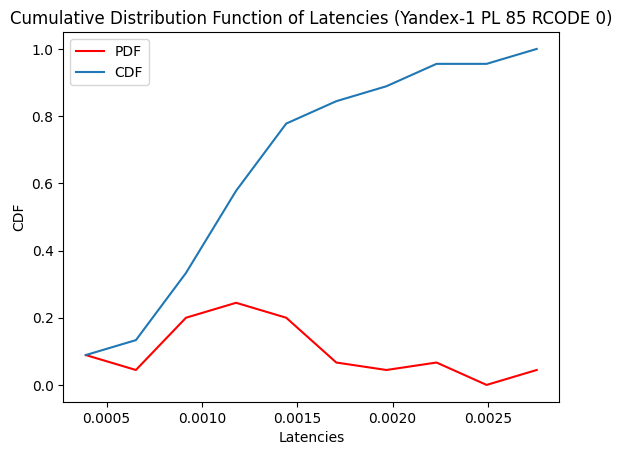 Cumulative Distribution Function of Latencies (Yandex-1 PL 85 RCODE 0)
PDF
CDF
1.0
0.8
0.6
0.4
0.2
0.0
CDF
0.0005 0.0010 0.0015 0.0020 0.0025
Latencies